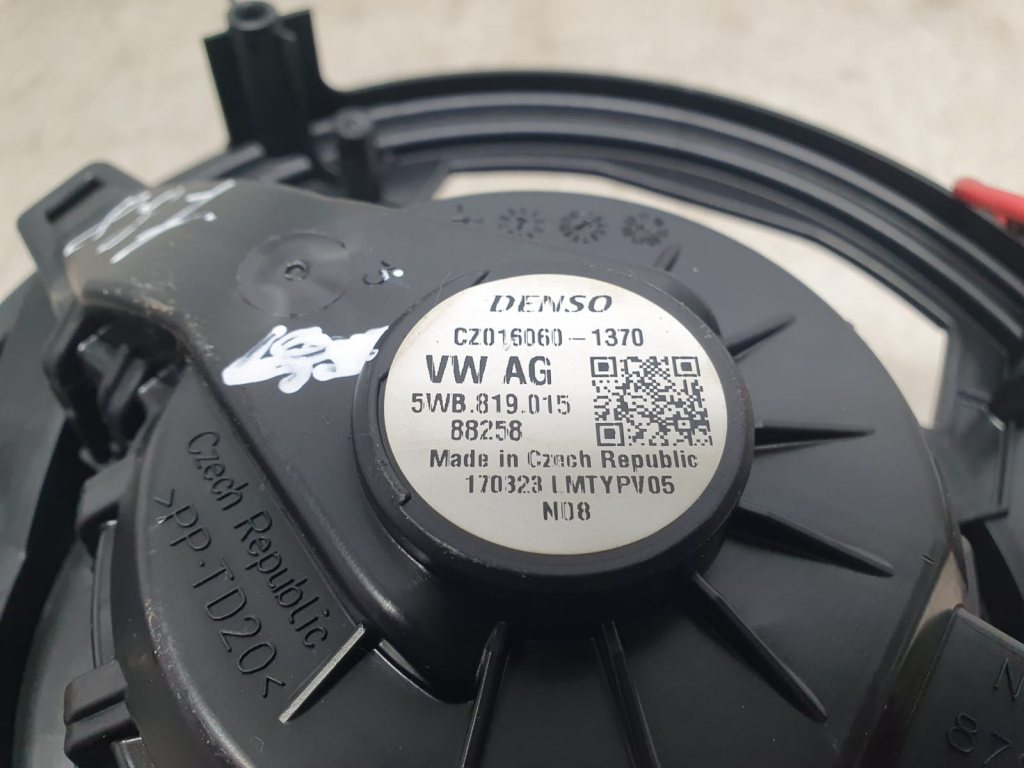 DENSO
CZ016060-1370
VW AG
5WB.819.015
88258
Made in Czech Republic
170323 LMTYPV05
ND8
Czech Republic
>PP-TD20<